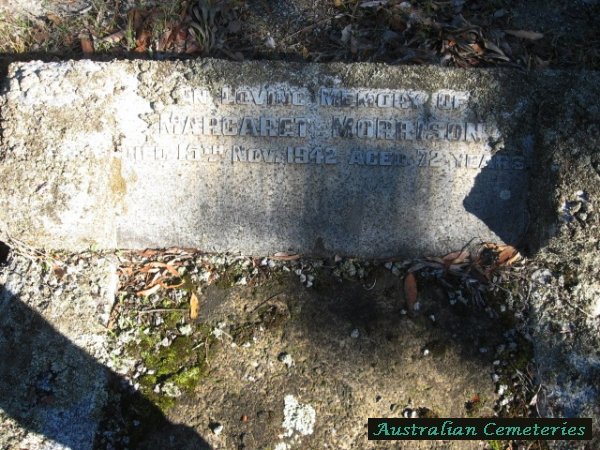 IN LOVING MEMORY OF
MARGARET MORRISON
DIED 15TH NOV. 1942 AGED 72 YEARS
Australian Cemeteries